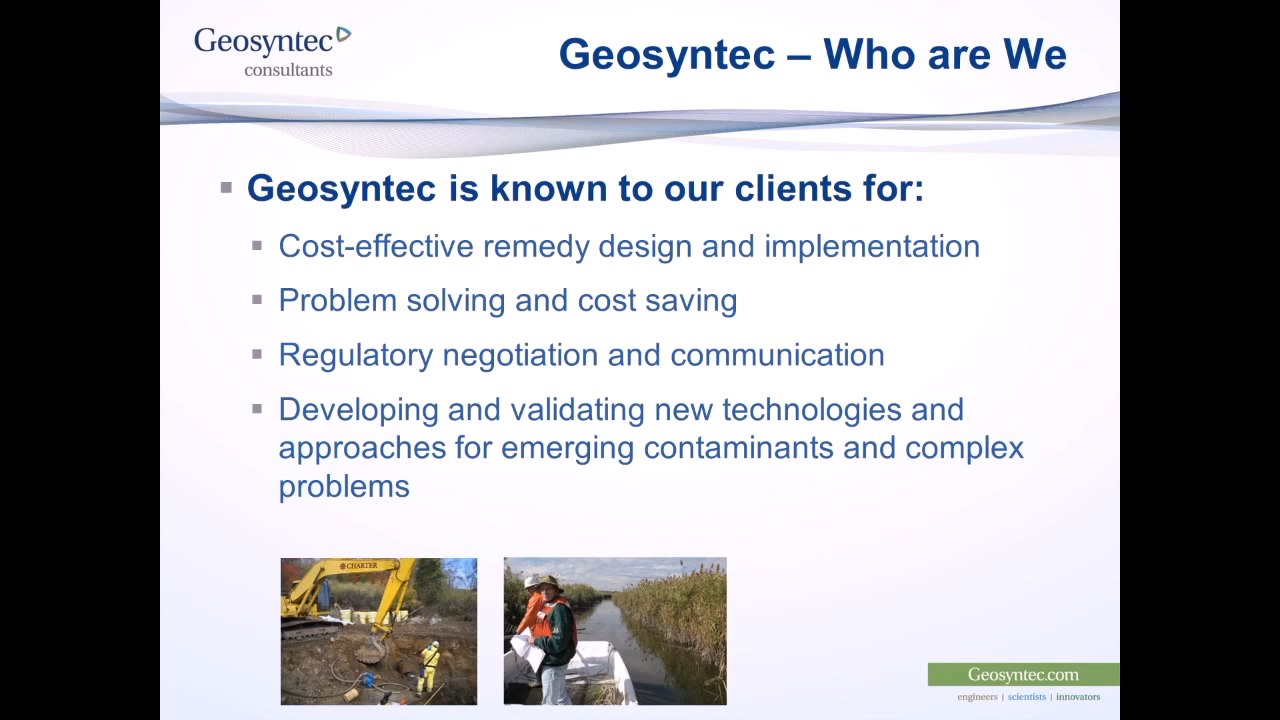 Geosyntec
consultants
Geosyntec – Who are We
Geosyntec is known to our clients for:
Cost-effective remedy design and implementation
Problem solving and cost saving
Regulatory negotiation and communication
Developing and validating new technologies and
approaches for emerging contaminants and complex
problems
CHARTER
Geosyntec.com
engineers | scientists | innovators